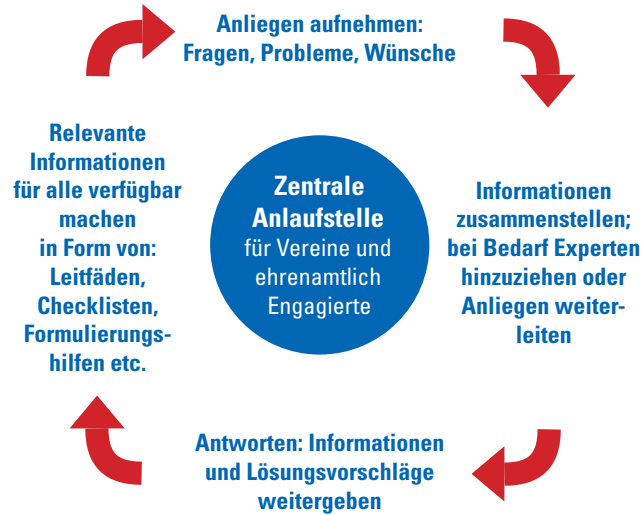 Anliegen aufnehmen:
Fragen, Probleme, Wünsche
Relevante
Informationen
für alle verfügbar
machen
in Form von:
Leitfäden,
Checklisten,
Formulierungs-
hilfen etc.
Zentrale
Anlaufstelle
für Vereine und
ehrenamtlich
Engagierte
Informationen
zusammenstellen;
bei Bedarf Experten
hinzuziehen oder
Anliegen weiter-
leiten
Antworten: Informationen
und Lösungsvorschläge
weitergeben